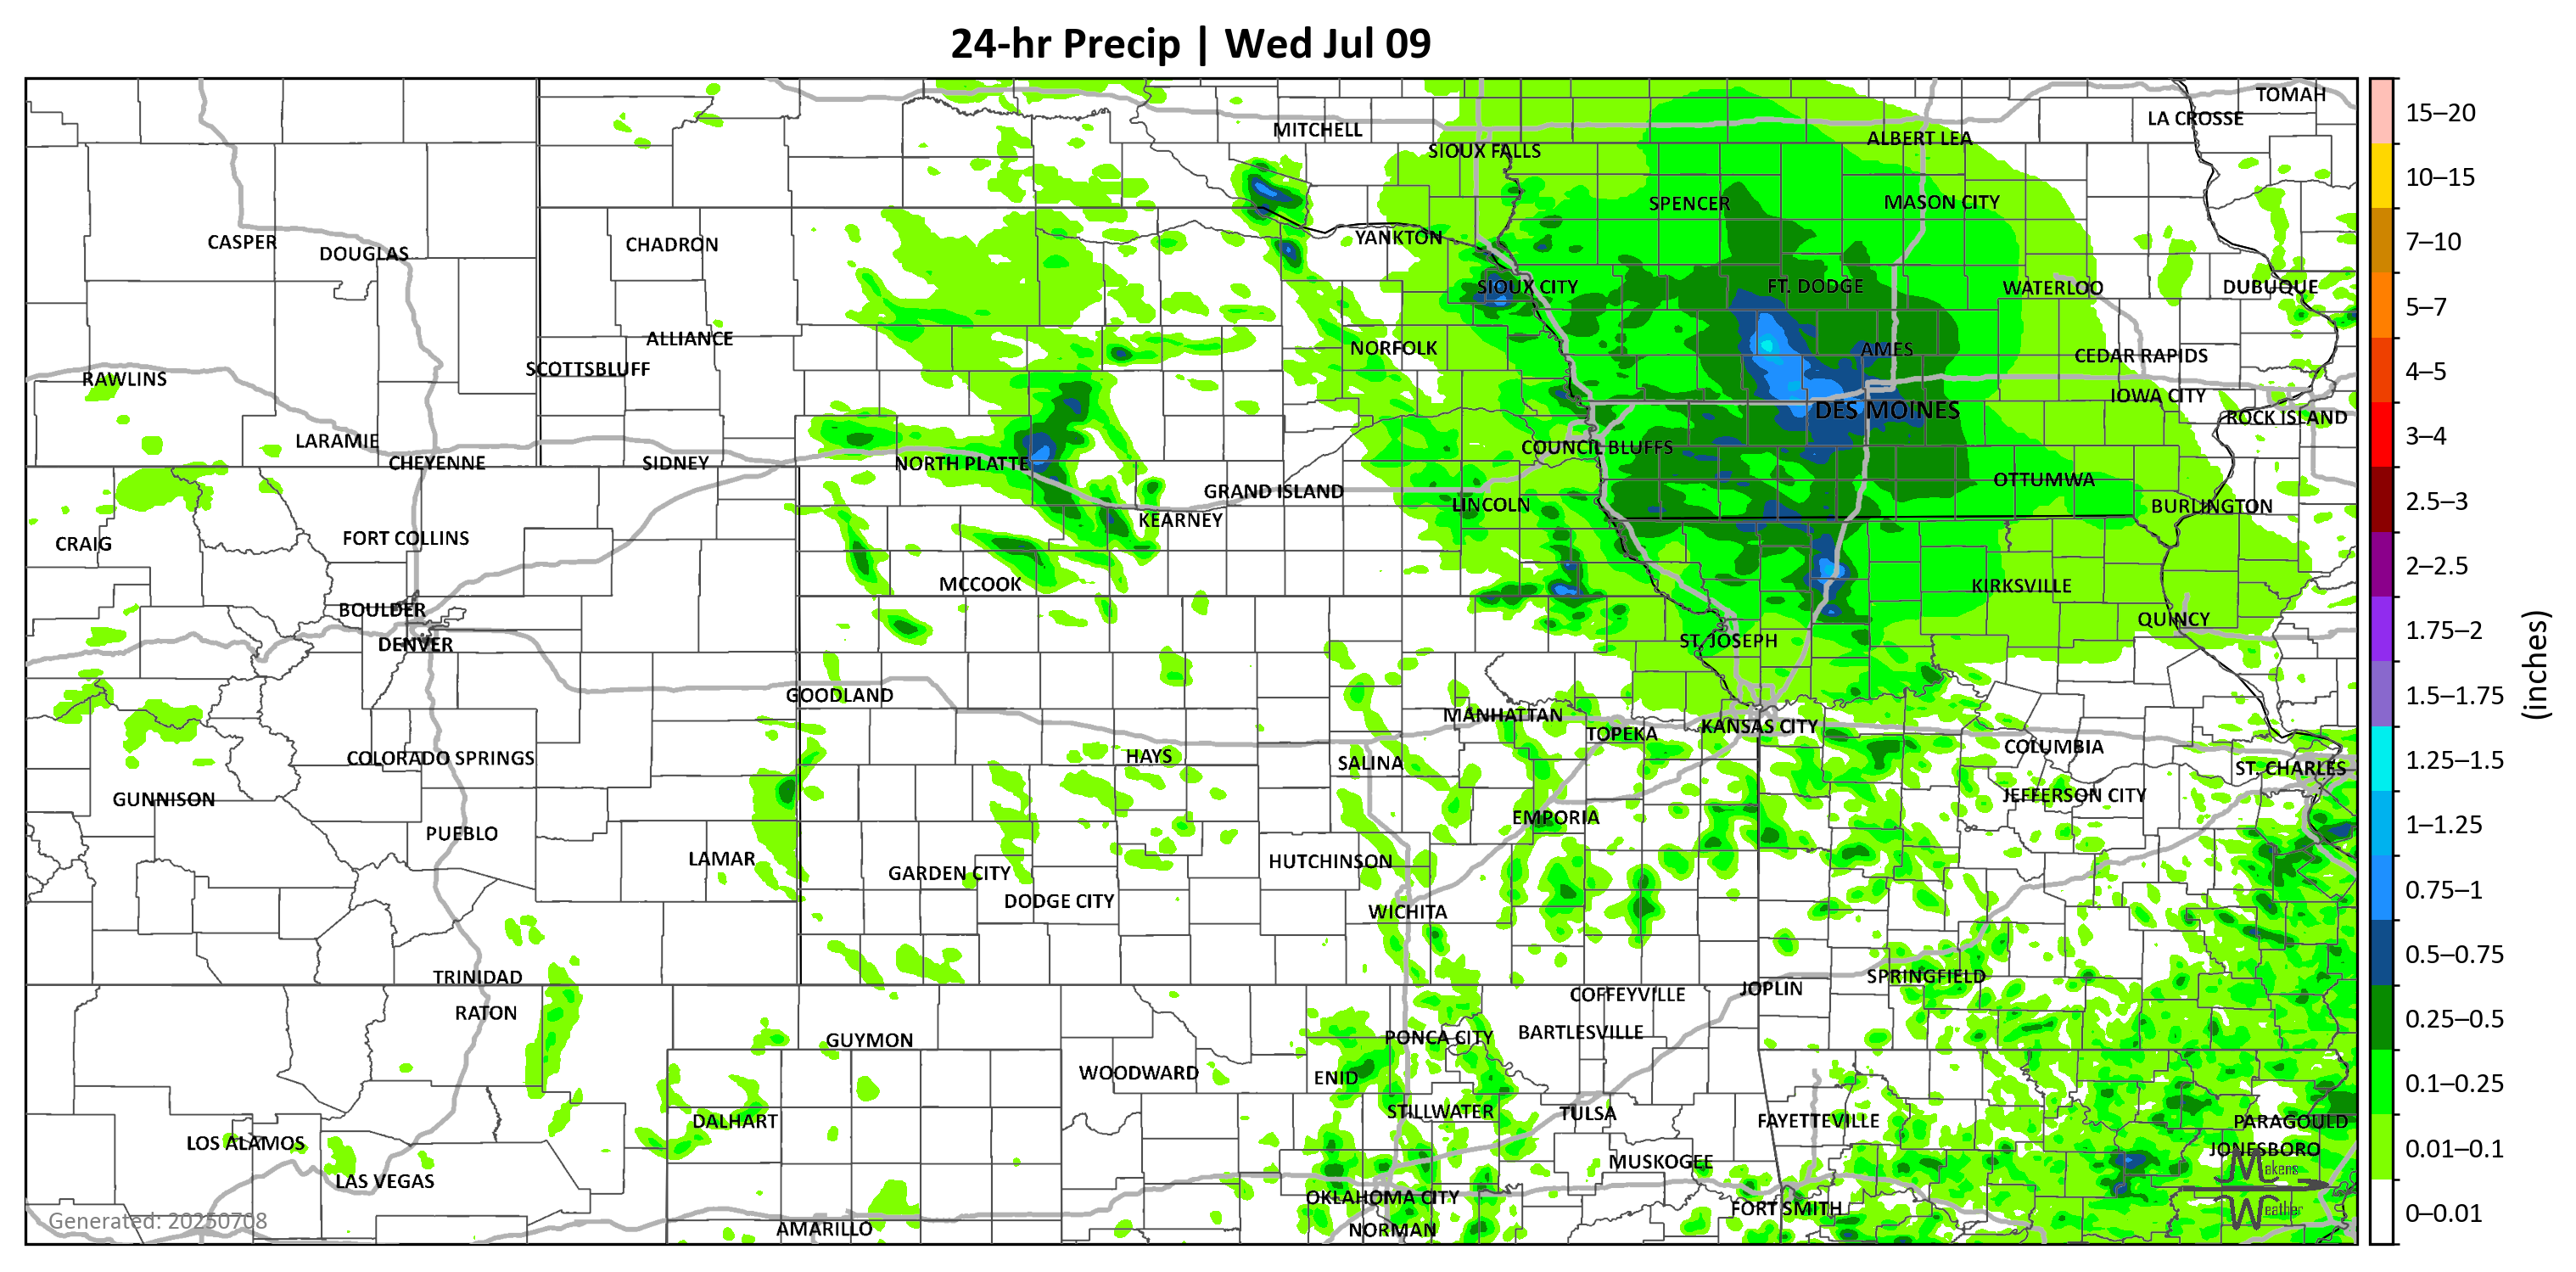 24-hr Precip | Wed Jul 09
TOMAH
LA CROSSE
MITCHELL
ALBERT LEA
SIOUX FALLS
SPENCER
MASON CITY
YANKTON
CASPER
CHADRON
DOUGLAS
SIOUX CITY
FT. DODGE
WATERLOO
DUBUQUE
ALLIANCE
NORFOLK
AMES
CEDAR RAPIDS
SCOTTSBLUFF
RAWLINS
IOWA CITY
DES MOINES
ROCK ISLAND
LARAMIE
COUNCIL BLUFFS
CHEYENNE
SIDNEY
NORTH PLATTE
OTTUMWA
GRAND ISLAND
LINCOLN
BURLINGTON
KEARNEY
CRAIG
FORT COLLINS
MCCOOK
KIRKSVILLE
BOULDER
QUINCY
DENVER
ST. JOSEPH
GOODLAND
MANHATTAN
TOPEKA
KANSAS CITY
COLUMBIA
COLORADO SPRINGS
HAYS
SALINA
ST. CHARLES
GUNNISON
JEFFERSON CITY
EMPORIA
PUEBLO
LAMAR
HUTCHINSON
GARDEN CITY
DODGE CITY
WICHITA
TRINIDAD
SPRINGFIELD
JOPLIN
COFFEYVILLE
RATON
BARTLESVILLE
PONCA CITY
GUYMON
WOODWARD
ENID
STILLWATER
TULSA
DALHART
FAYETTEVILLE
PARAGOULD
LOS ALAMOS
JONESBORO
MUSKOGEE
LAS VEGAS
OKLAHOMA CITY
FORT SMITH
AMARILLO
NORMAN
Makens
Weather
Generated: 20250708
15–20
10–15
7–10
5–7
4–5
3–4
2.5–3
2–2.5
1.75–2
1.5–1.75
1.25–1.5
1–1.25
0.75–1
0.5–0.75
0.25–0.5
0.1–0.25
0.01–0.1
0–0.01
(inches)